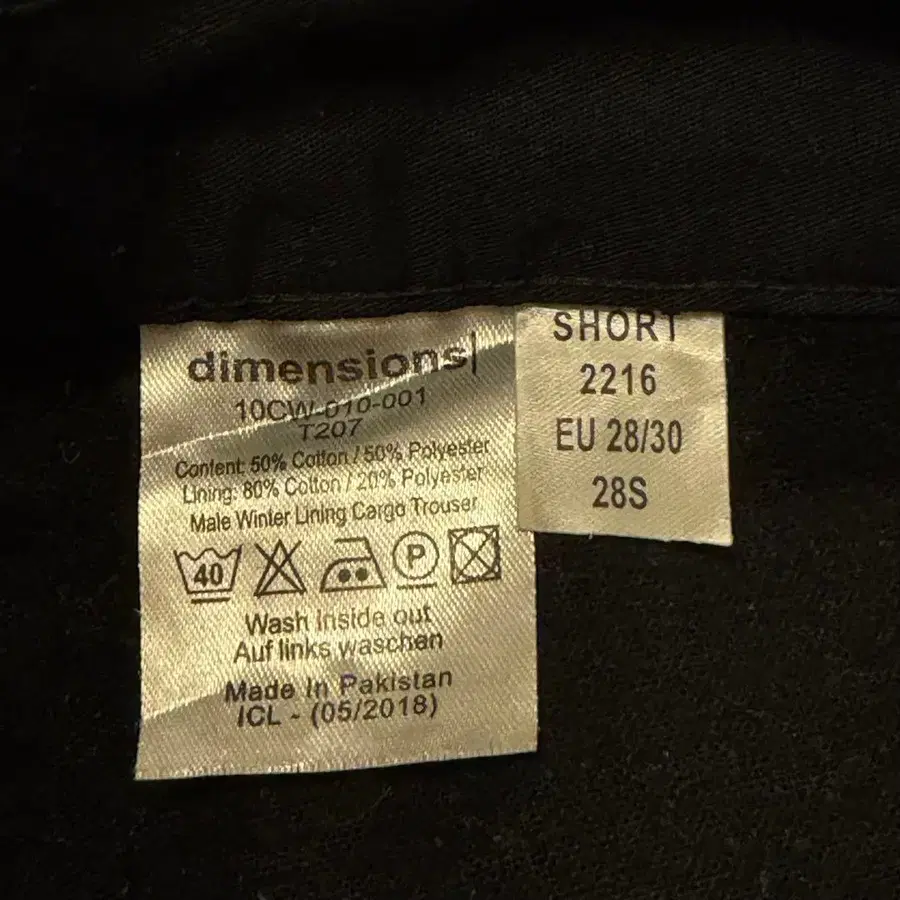 dimensions|
10CW-010-001
T207
Content: 50% Cotton / 50% Polyester
Lining: 80% Cotton / 20% Polyester
Male Winter Lining Cargo Trouser
40 P
Wash inside out
Auf links waschen
Made In Pakistan
ICL - (05/2018)
SHORT
2216
EU 28/30
28S